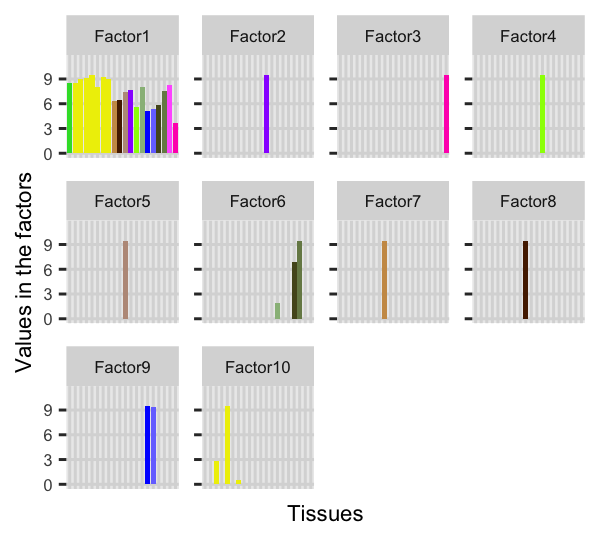 Factor1 Factor2 Factor3 Factor4
9
6
3
0
Factor5 Factor6 Factor7 Factor8
9
6
3
0
Factor9 Factor10
9
6
3
0
Values in the factors
Tissues